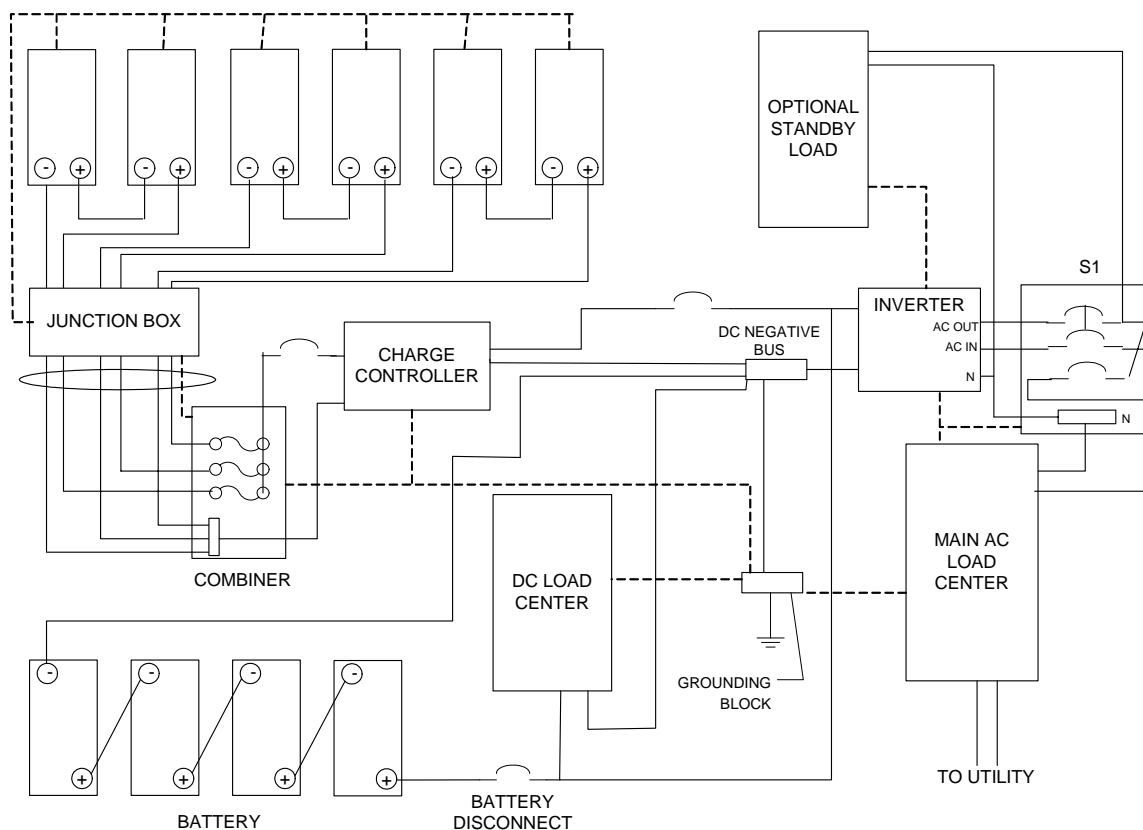 - + - + - + - + - + - +
OPTIONAL
STANDBY
LOAD
S1
JUNCTION BOX
CHARGE
CONTROLLER
DC NEGATIVE
BUS
INVERTER
AC OUT
AC IN
N
N
COMBINER
DC LOAD
CENTER
MAIN AC
LOAD
CENTER
GROUNDING
BLOCK
- - - -
+ + + +
BATTERY
BATTERY
DISCONNECT
TO UTILITY